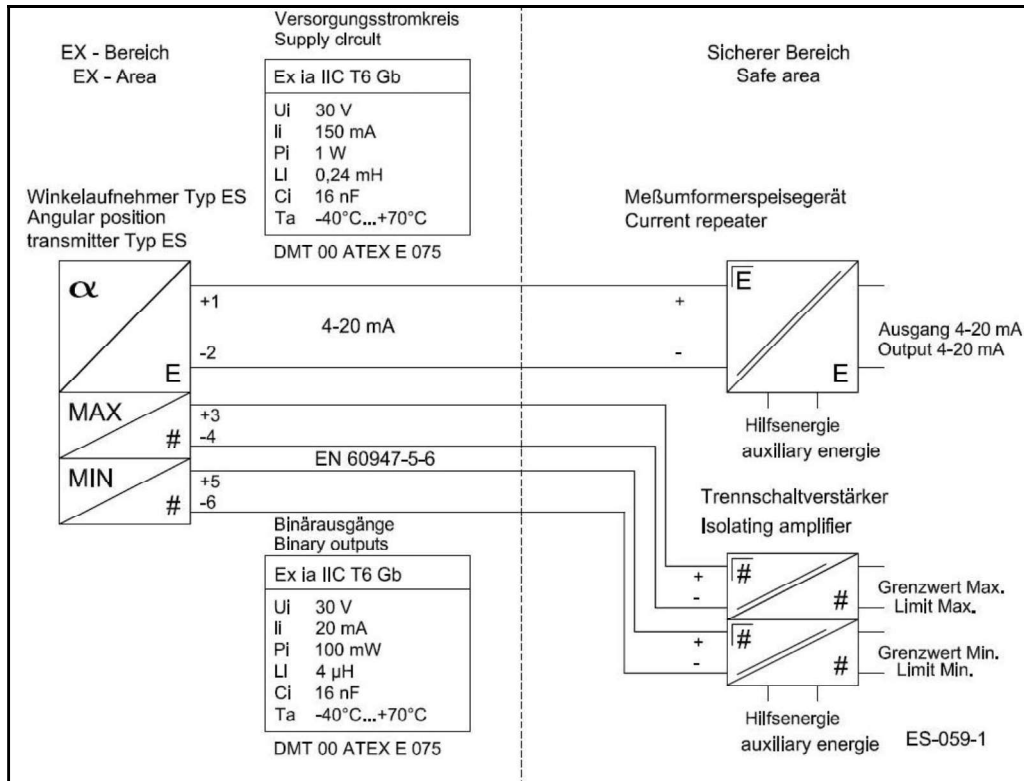 EX - Bereich
EX - Area
Versorgungsstromkreis
Supply circuit
Ex ia IIC T6 Gb
Ui 30 V
Ii 150 mA
Pi 1 W
LI 0,24 mH
Ci 16 nF
Ta -40°C...+70°C
DMT 00 ATEX E 075
Sicherer Bereich
Safe area
Winkelaufnehmer Typ ES
Angular position
transmitter Typ ES
Meßumformerspeisegerät
Current repeater
α
E
+1
-2
4-20 mA
+
-
E
E
Ausgang 4-20 mA
Output 4-20 mA
Hilfsenergie
auxiliary energie
MAX
#
+3
-4
MIN
#
+5
-6
EN 60947-5-6
Binärausgänge
Binary outputs
Ex ia IIC T6 Gb
Ui 30 V
Ii 20 mA
Pi 100 mW
LI 4 µH
Ci 16 nF
Ta -40°C...+70°C
DMT 00 ATEX E 075
Trennschaltverstärker
Isolating amplifier
+
-
#
#
Grenzwert Max.
Limit Max.
+
-
#
#
Grenzwert Min.
Limit Min.
Hilfsenergie
auxiliary energie
ES-059-1